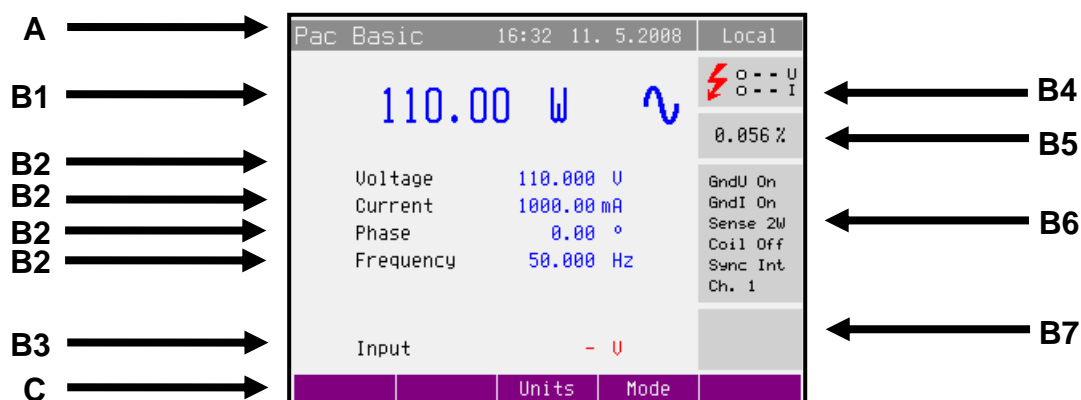 A
Pac Basic 16:32 11. 5.2008 Local
B1
110.00 W
o-- U
o-- I
B4
0.056 %
B5
B2
Voltage 110.000 V
GndU On
B2
Current 1000.00 mA
GndI On
Sense 2W
B6
B2
Phase 0.00 °
Coil Off
B2
Frequency 50.000 Hz
Sync Int
Ch. 1
B7
B3
Input - V
C
Units Mode